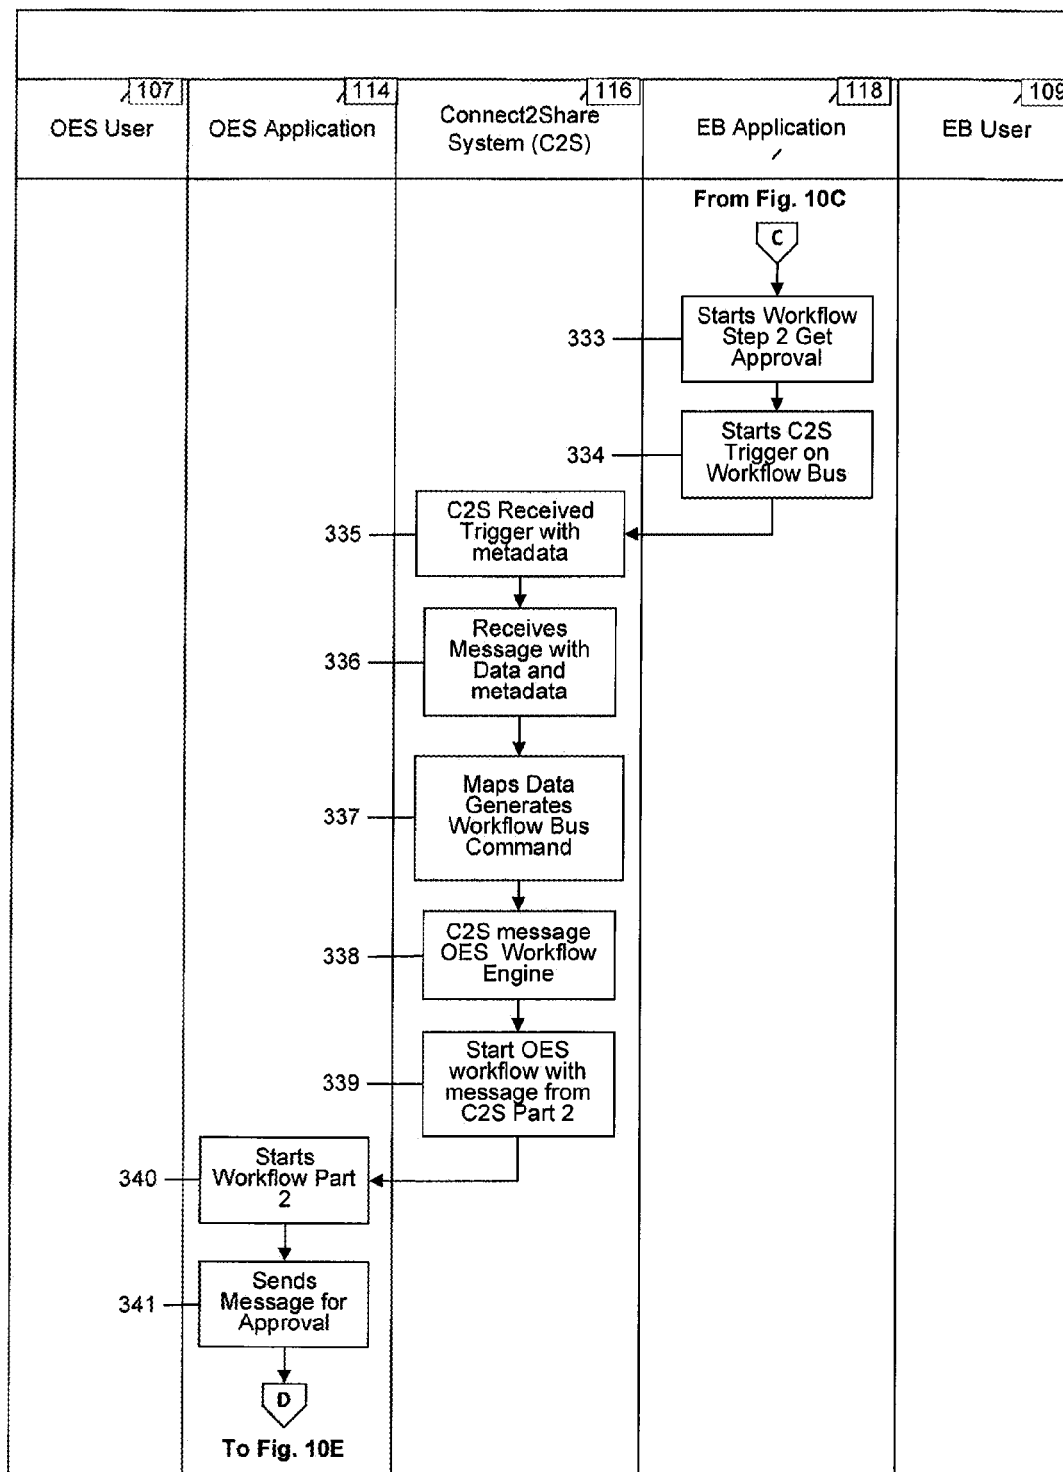 107
114
116
118
109
OES User
OES Application
Connect2Share
System (C2S)
EB Application
EB User
From Fig. 10C
C
333
Starts Workflow
Step 2 Get
Approval
334
Starts C2S
Trigger on
Workflow Bus
335
C2S Received
Trigger with
metadata
336
Receives
Message with
Data and
metadata
337
Maps Data
Generates
Workflow Bus
Command
338
C2S message
OES Workflow
Engine
339
Start OES
workflow with
message from
C2S Part 2
340
Starts
Workflow Part
2
341
Sends
Message for
Approval
D
To Fig. 10E